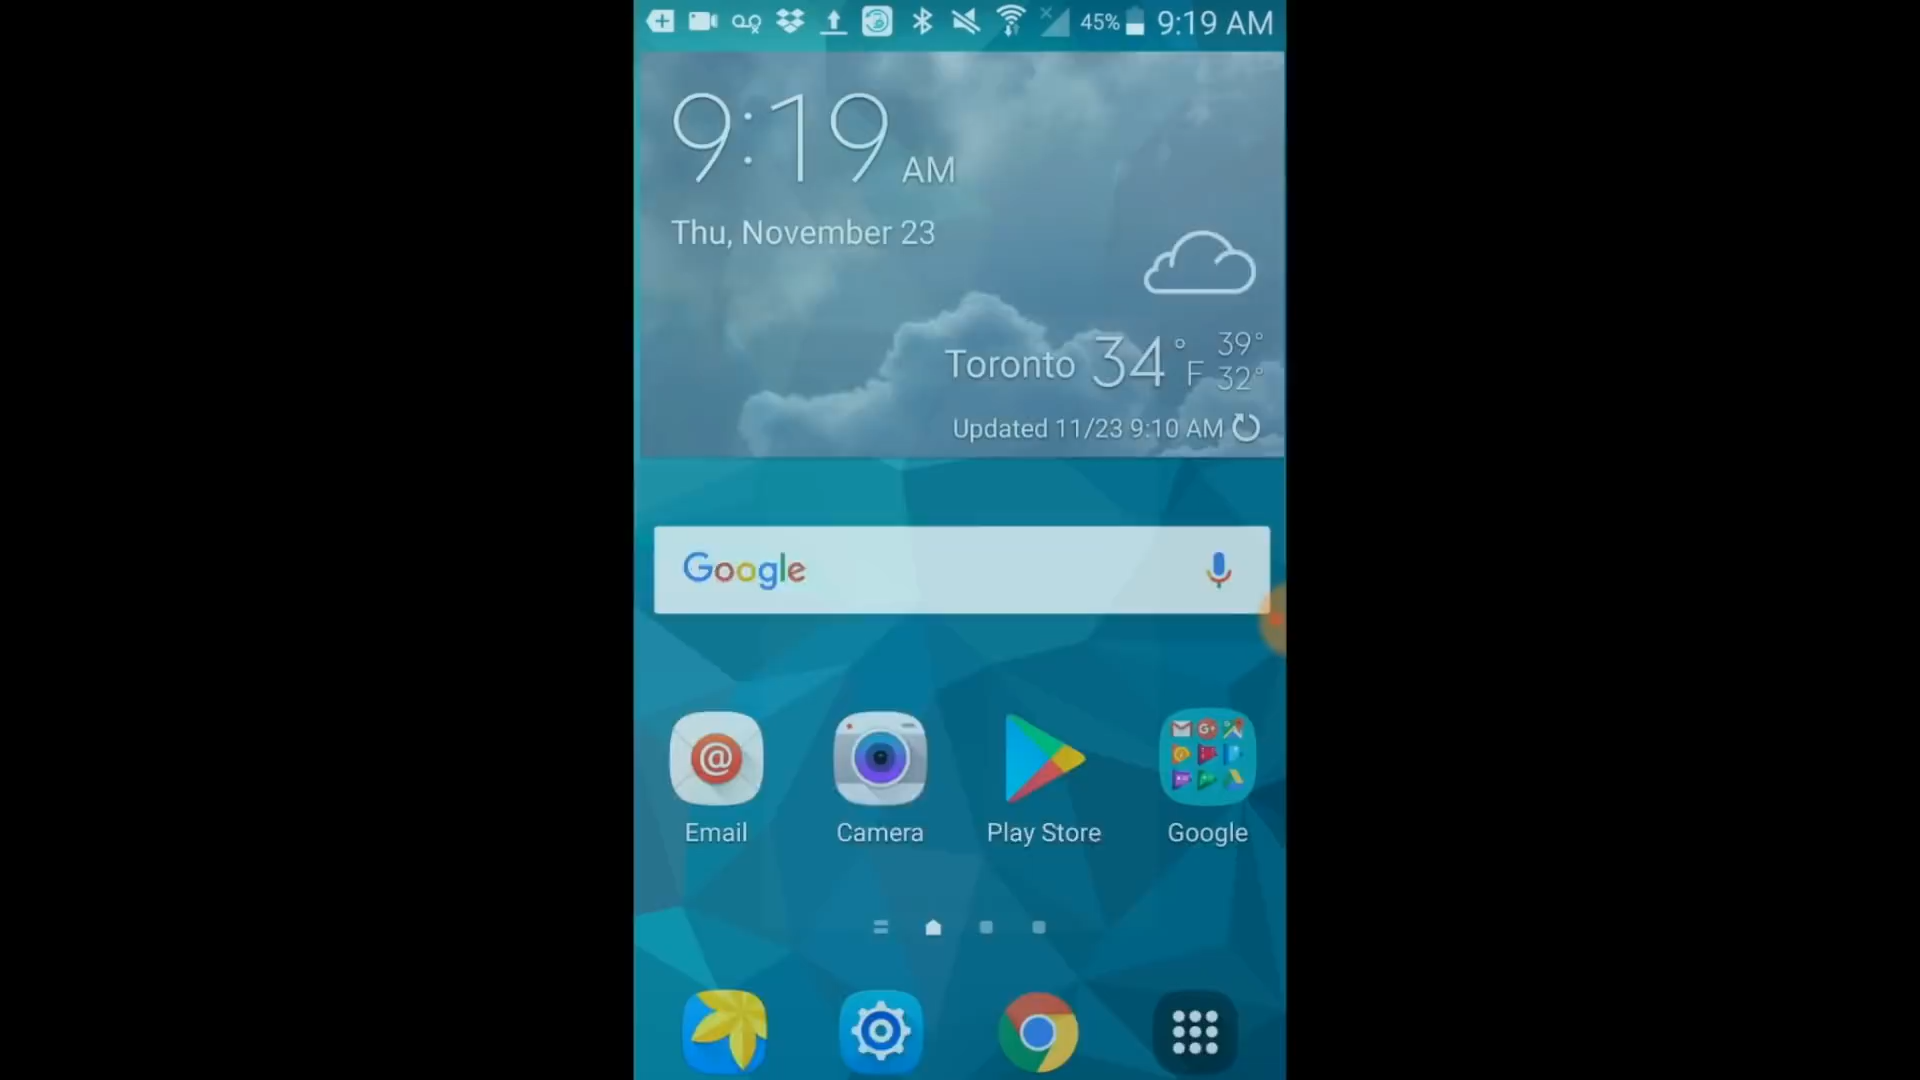 45% 9:19 AM
9:19 AM
Thu, November 23
Toronto 34°F 39° 32°
Updated 11/23 9:10 AM
Google
Email Camera Play Store Google